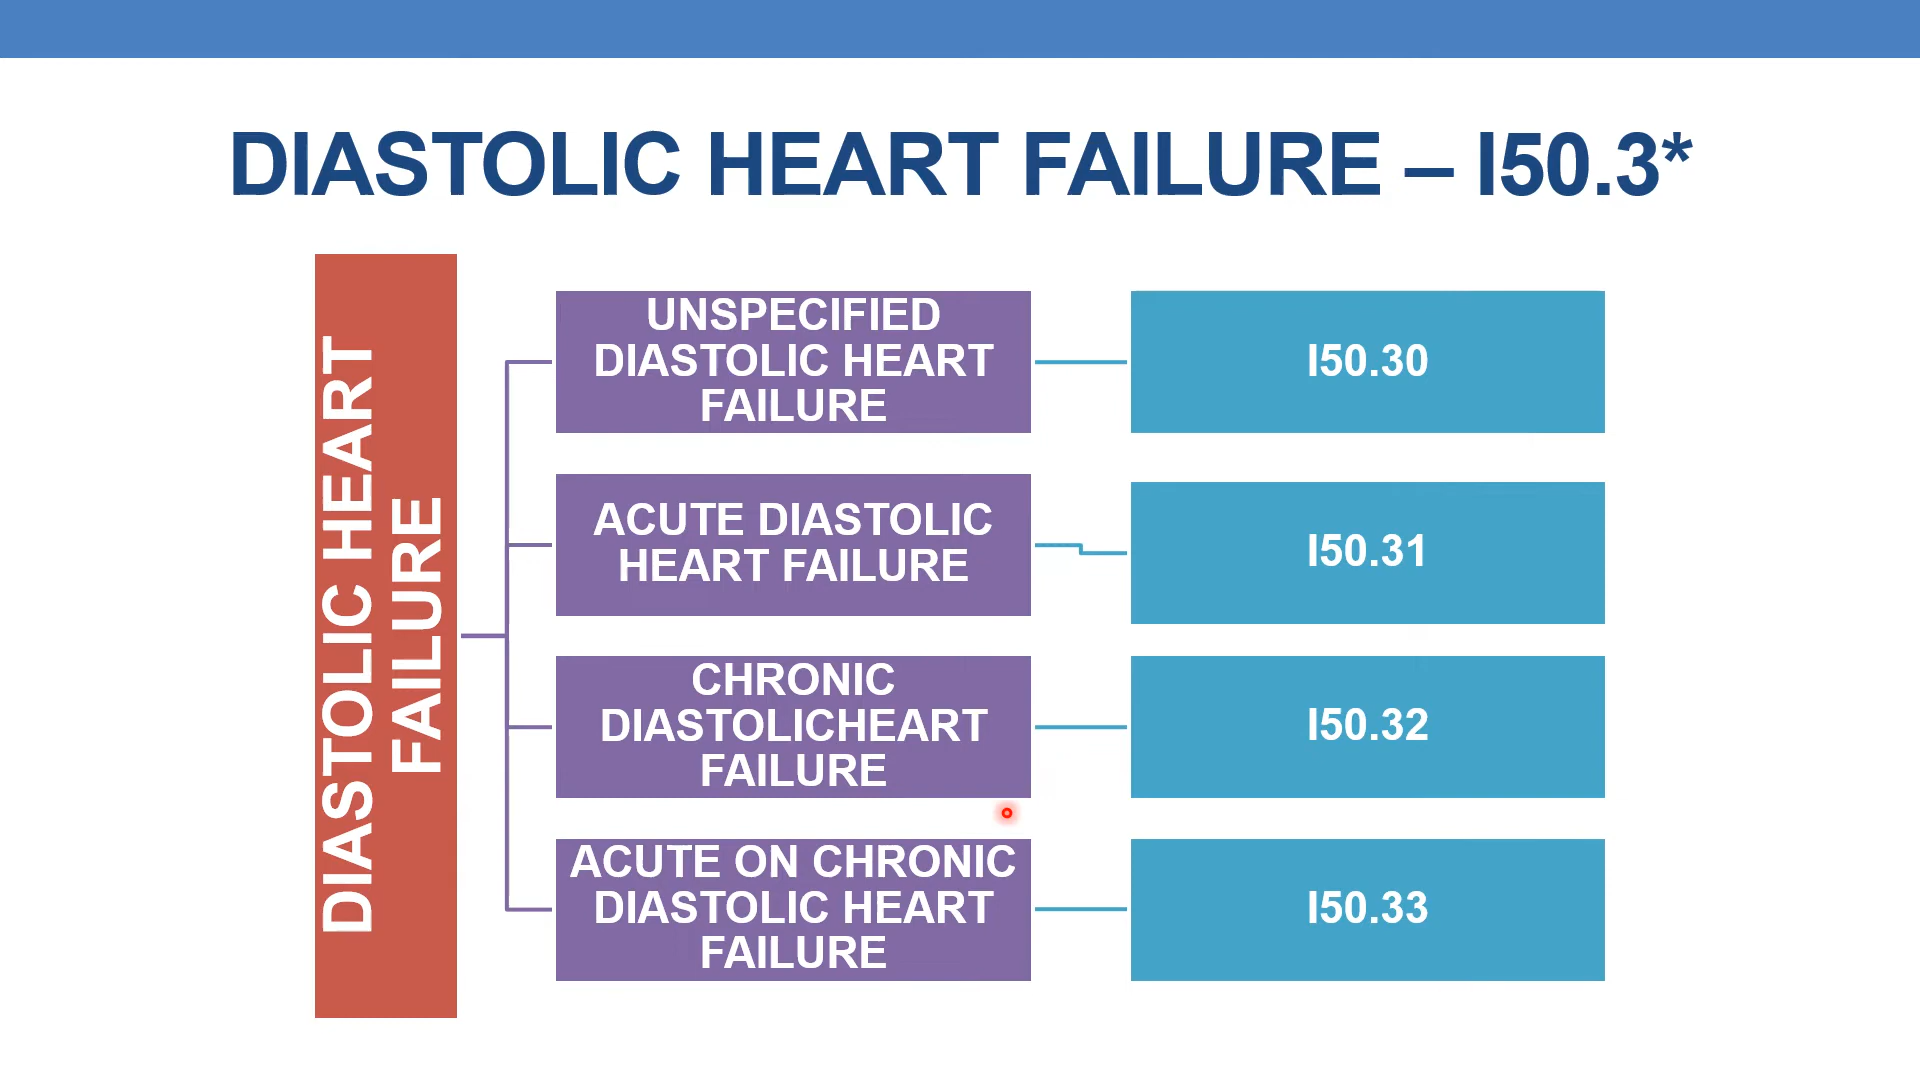 DIASTOLIC HEART FAILURE – I50.3*
DIASTOLIC HEART
FAILURE
UNSPECIFIED
DIASTOLIC HEART
FAILURE
I50.30
ACUTE DIASTOLIC
HEART FAILURE
I50.31
CHRONIC
DIASTOLICHEART
FAILURE
I50.32
ACUTE ON CHRONIC
DIASTOLIC HEART
FAILURE
I50.33